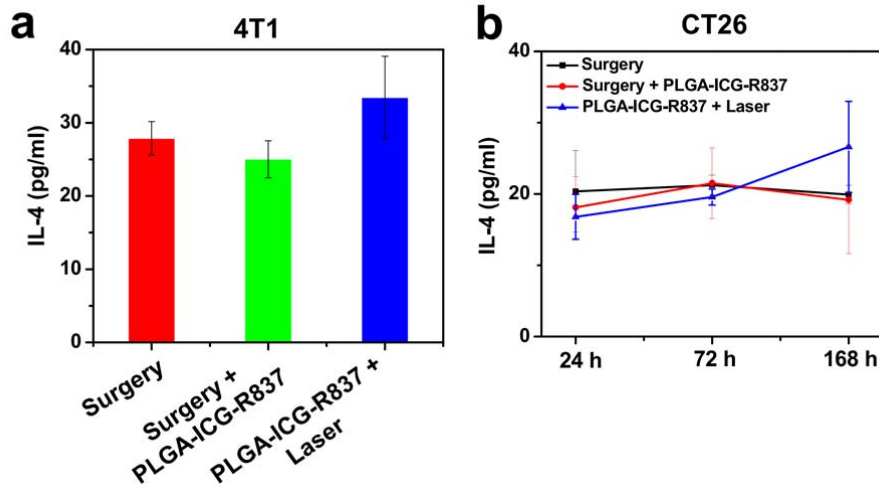 a
4T1
IL-4 (pg/ml)
40
30
20
10
0
Surgery
Surgery +
PLGA-ICG-R837
PLGA-ICG-R837 +
Laser
b
CT26
IL-4 (pg/ml)
40
20
0
Surgery
Surgery + PLGA-ICG-R837
PLGA-ICG-R837 + Laser
24 h
72 h
168 h